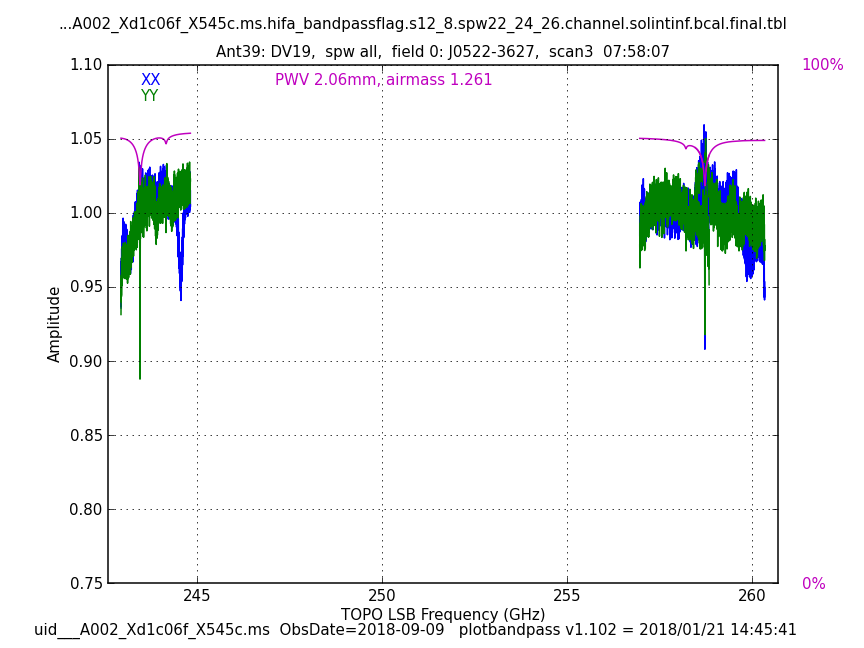 ...A002_Xd1c06f_X545c.ms.hifa_bandpassflag.s12_8.spw22_24_26.channel.solintinf.bcal.final.tbl
Ant39: DV19,  spw all,  field 0: J0522-3627,  scan3  07:58:07
1.10
XX
PWV 2.06mm, airmass 1.261
100%
YY
1.05
1.00
0.95
Amplitude
0.90
0.85
0.80
0.75
0%
245
250
255
260
TOPO LSB Frequency (GHz)
uid___A002_Xd1c06f_X545c.ms  ObsDate=2018-09-09   plotbandpass v1.102 = 2018/01/21 14:45:41